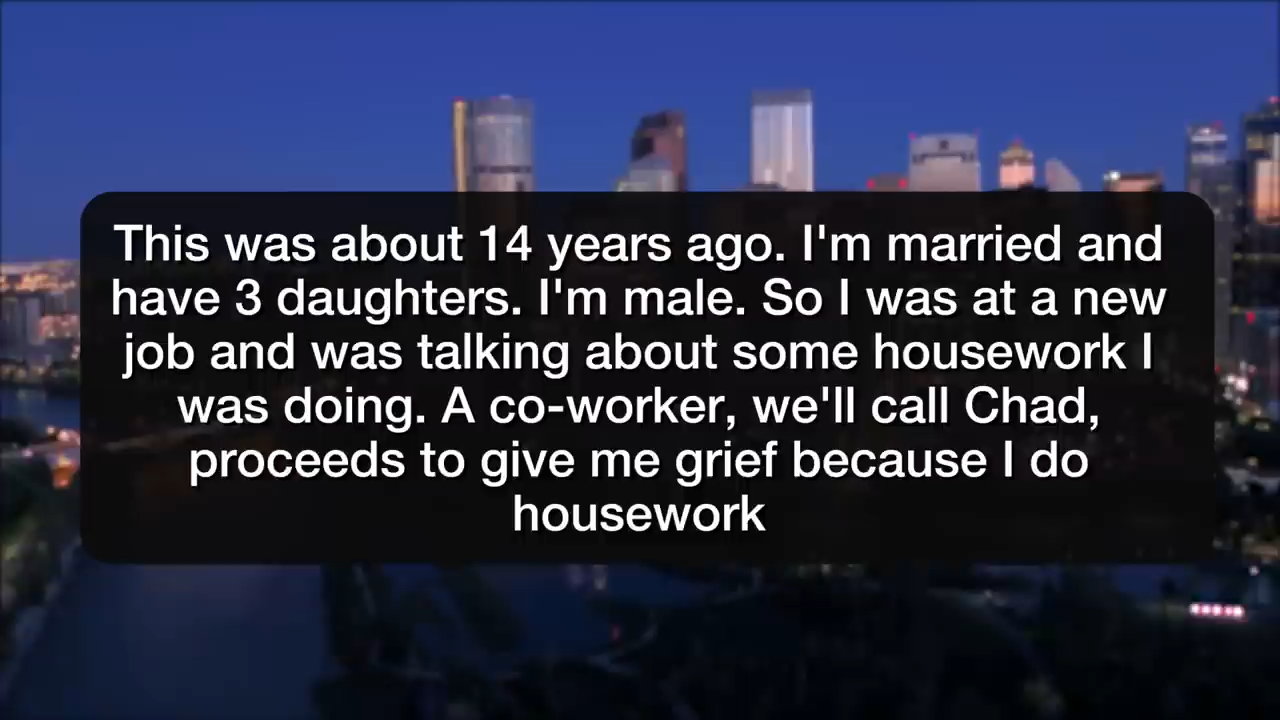 This was about 14 years ago. I'm married and
have 3 daughters. I'm male. So I was at a new
job and was talking about some housework I
was doing. A co-worker, we'll call Chad,
proceeds to give me grief because I do
housework